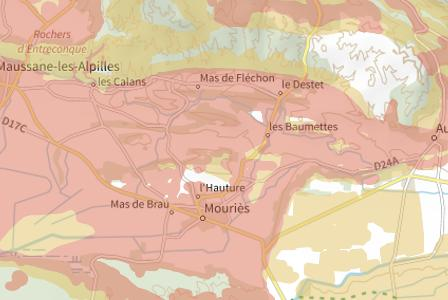 Rochers
d'Entreconque
Maussane-les-Alpilles
les Calans
Mas de Fléchon
le Destet
D17C
les Baumettes
Au
D24A
l'Hauture
Mas de Brau
Mouriès